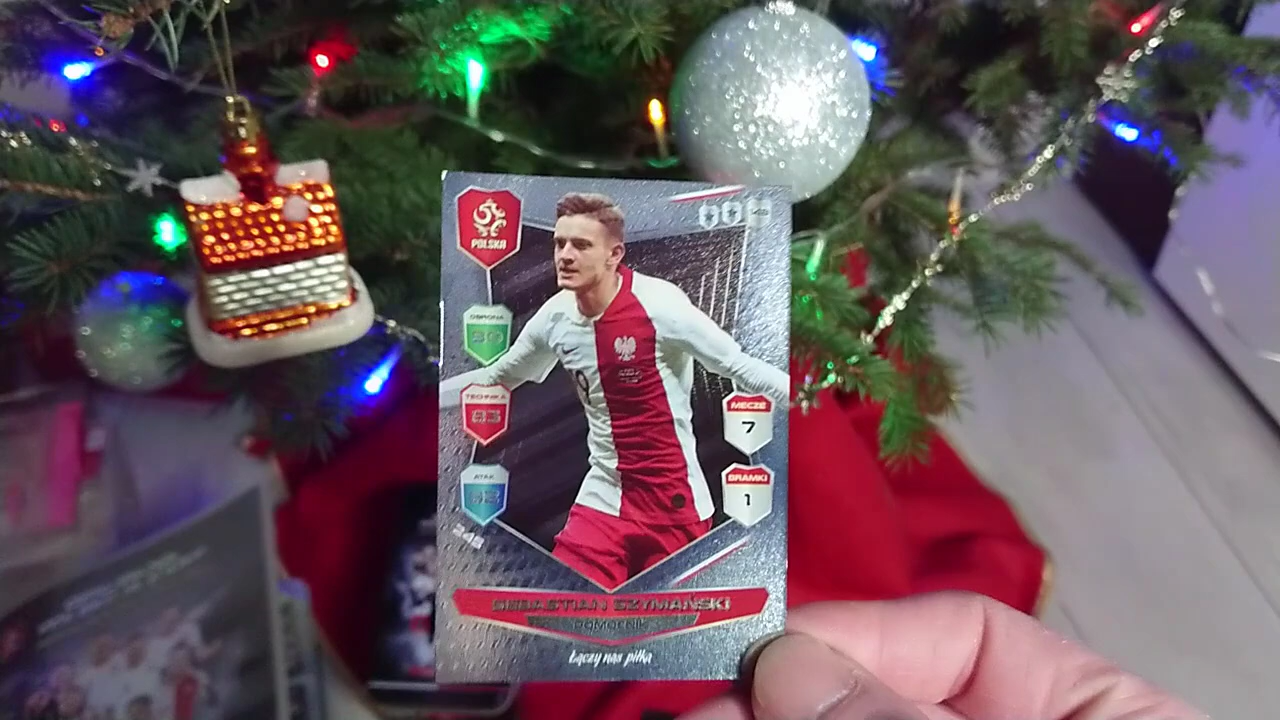 POLSKA
OBRONA
TECHNIKA
ATAK
MECZE
7
BRAMKI
1
SEBASTIAN SZYMAŃSKI
POMOCNIK
Łączy nas piłka